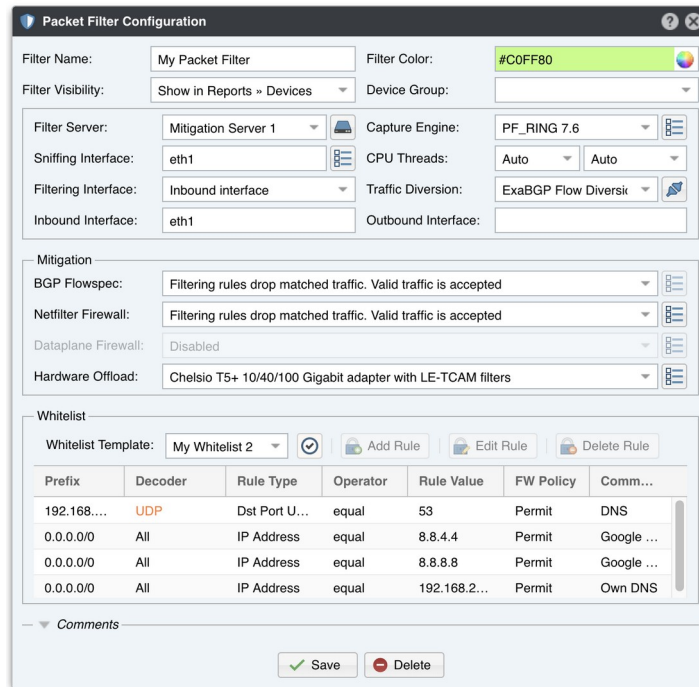 Packet Filter Configuration
Filter Name: My Packet Filter Filter Color: #C0FF80
Filter Visibility: Show in Reports » Devices Device Group:
Filter Server: Mitigation Server 1 Capture Engine: PF_RING 7.6
Sniffing Interface: eth1 CPU Threads: Auto Auto
Filtering Interface: Inbound interface Traffic Diversion: ExaBGP Flow Diversic
Inbound Interface: eth1 Outbound Interface:
Mitigation
BGP Flowspec: Filtering rules drop matched traffic. Valid traffic is accepted
Netfilter Firewall: Filtering rules drop matched traffic. Valid traffic is accepted
Dataplane Firewall: Disabled
Hardware Offload: Chelsio T5+ 10/40/100 Gigabit adapter with LE-TCAM filters
Whitelist
Whitelist Template: My Whitelist 2 Add Rule Edit Rule Delete Rule
Prefix Decoder Rule Type Operator Rule Value FW Policy Comm...
192.168.... UDP Dst Port U... equal 53 Permit DNS
0.0.0.0/0 All IP Address equal 8.8.4.4 Permit Google ...
0.0.0.0/0 All IP Address equal 8.8.8.8 Permit Google ...
0.0.0.0/0 All IP Address equal 192.168.2... Permit Own DNS
Comments
Save Delete